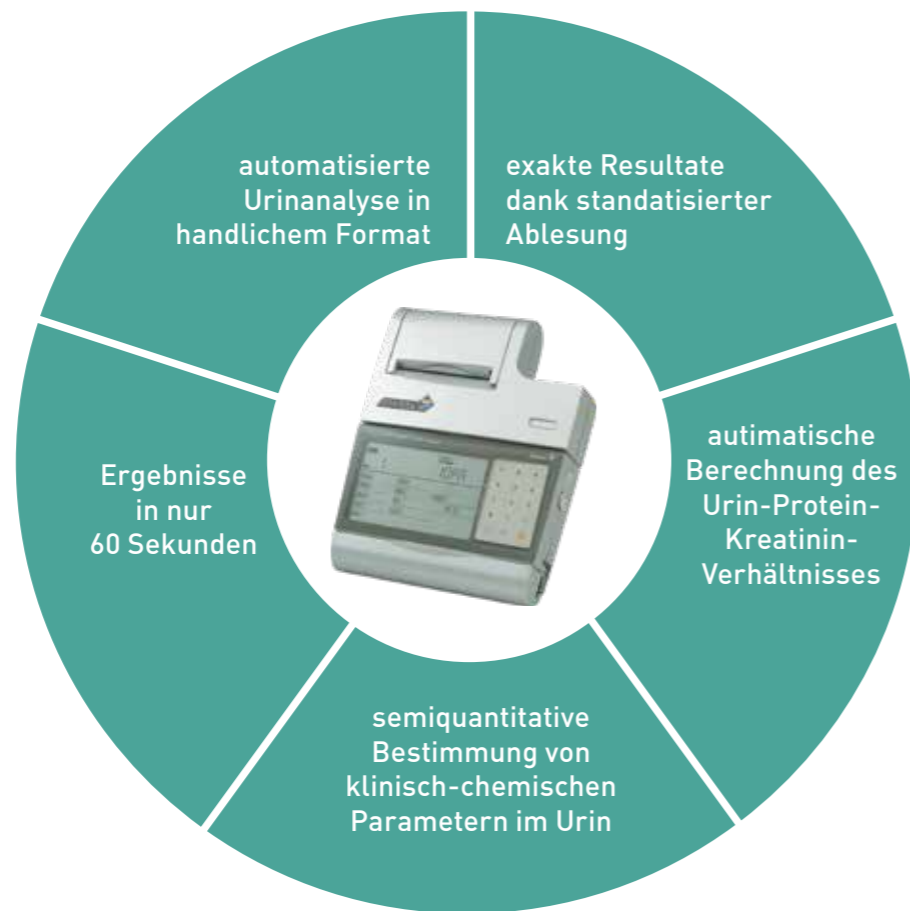 automatisierte
Urinanalyse in
handlichem Format
exakte Resultate
dank standatisierter
Ablesung
autimatische
Berechnung des
Urin-Protein-
Kreatinin-
Verhältnisses
semiquantitative
Bestimmung von
klinisch-chemischen
Parametern im Urin
Ergebnisse
in nur
60 Sekunden